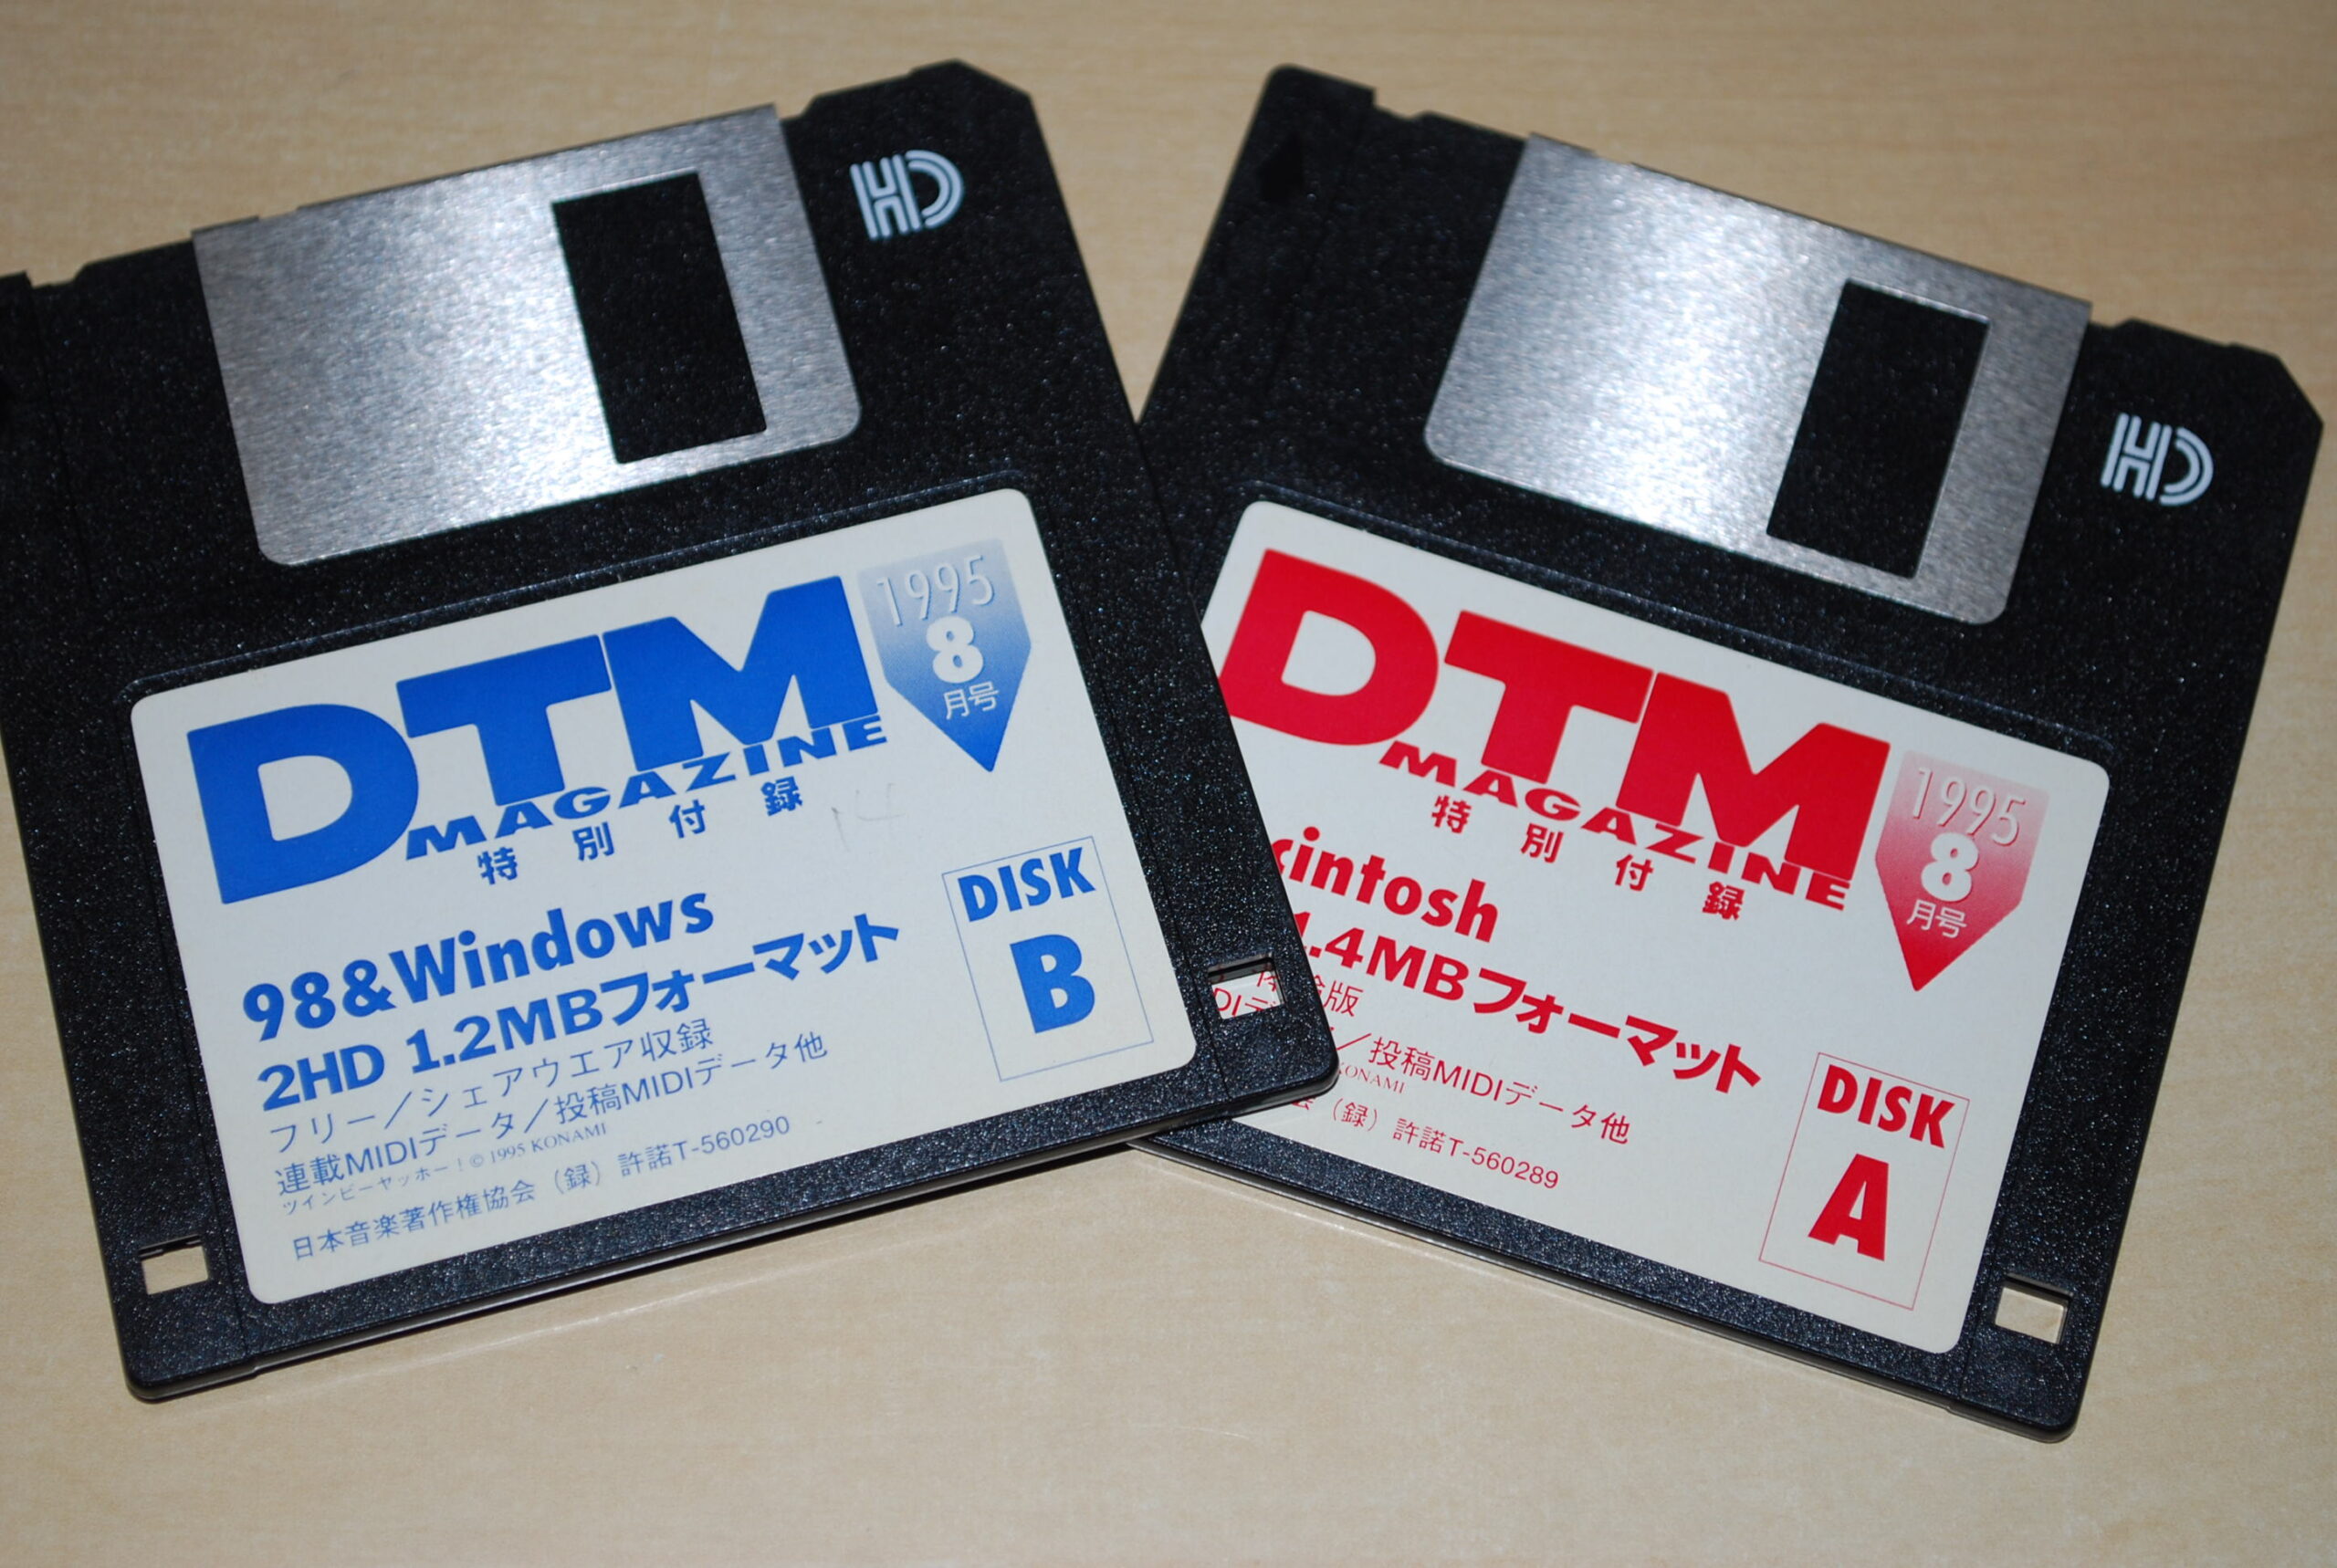 HD
DTM
MAGAZINE
特別付録
1995
8
月号
98&Windows
2HD 1.2MBフォーマット
フリー/シェアウエア収録
連載MIDIデータ/投稿MIDIデータ他
ツインビーヤッホー!© 1995 KONAMI
日本音楽著作権協会(録)許諾T-560290
DISK
B
HD
DTM
MAGAZINE
特別付録
1995
8
月号
cintosh
1.4MBフォーマット
験版
/投稿MIDIデータ他
KONAMI
会(録)許諾T-560289
DISK
A